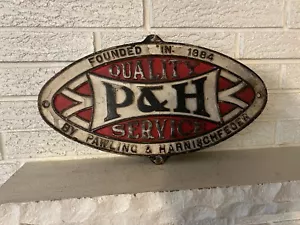 FOUNDED IN 1884
QUALITY
P&H
SERVICE
BY PAWLING & HARNISCHFEGER